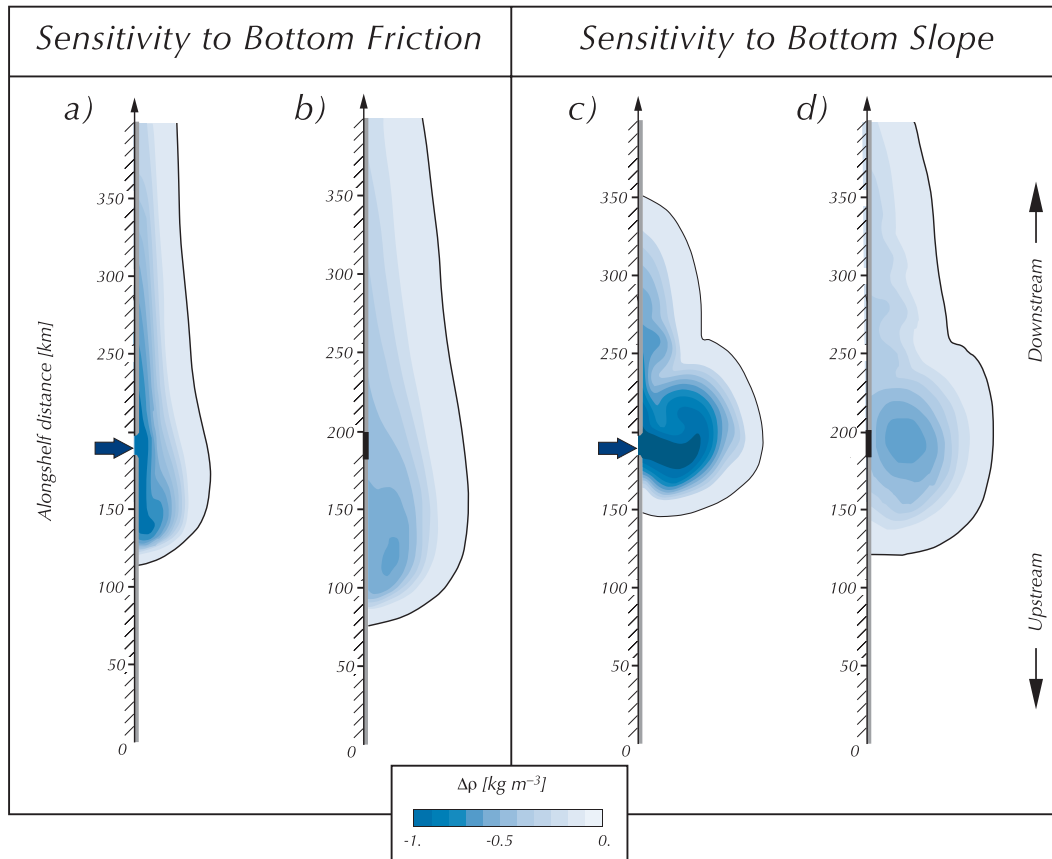 Sensitivity to Bottom Friction
Sensitivity to Bottom Slope
a)
b)
c)
d)
Alongshelf distance [km]
350
300
250
150
100
50
0
350
300
250
200
150
100
50
0
350
300
250
200
150
100
50
0
350
300
250
200
150
100
50
0
Downstream
Upstream
Δρ [kg m⁻³]
-1. -0.5 0.